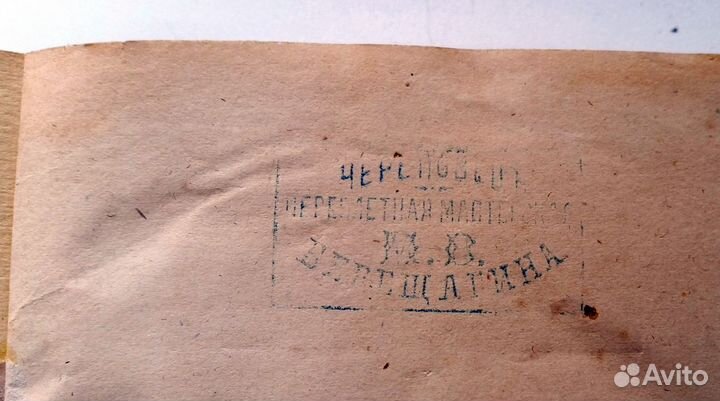 ЧЕРЕПОВЕЦЪ
ПЕРЕПЛЕТНАЯ МАСТЕРСКАЯ
М. В.
ВЕРЕЩАГИНА
Avito